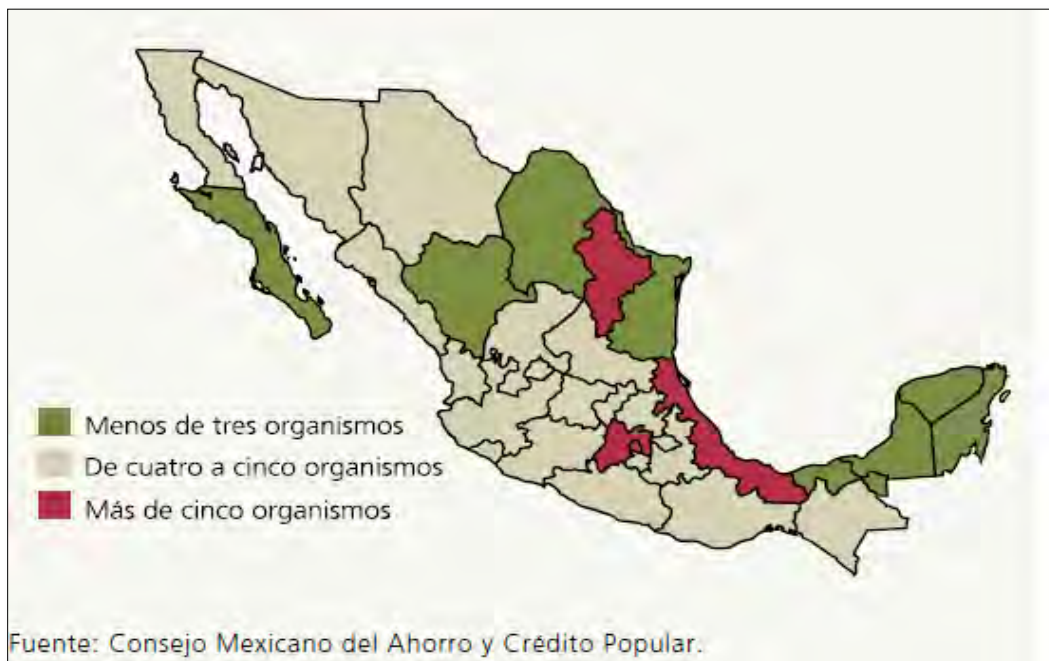 Menos de tres organismos
De cuatro a cinco organismos
Más de cinco organismos
Fuente: Consejo Mexicano del Ahorro y Crédito Popular.